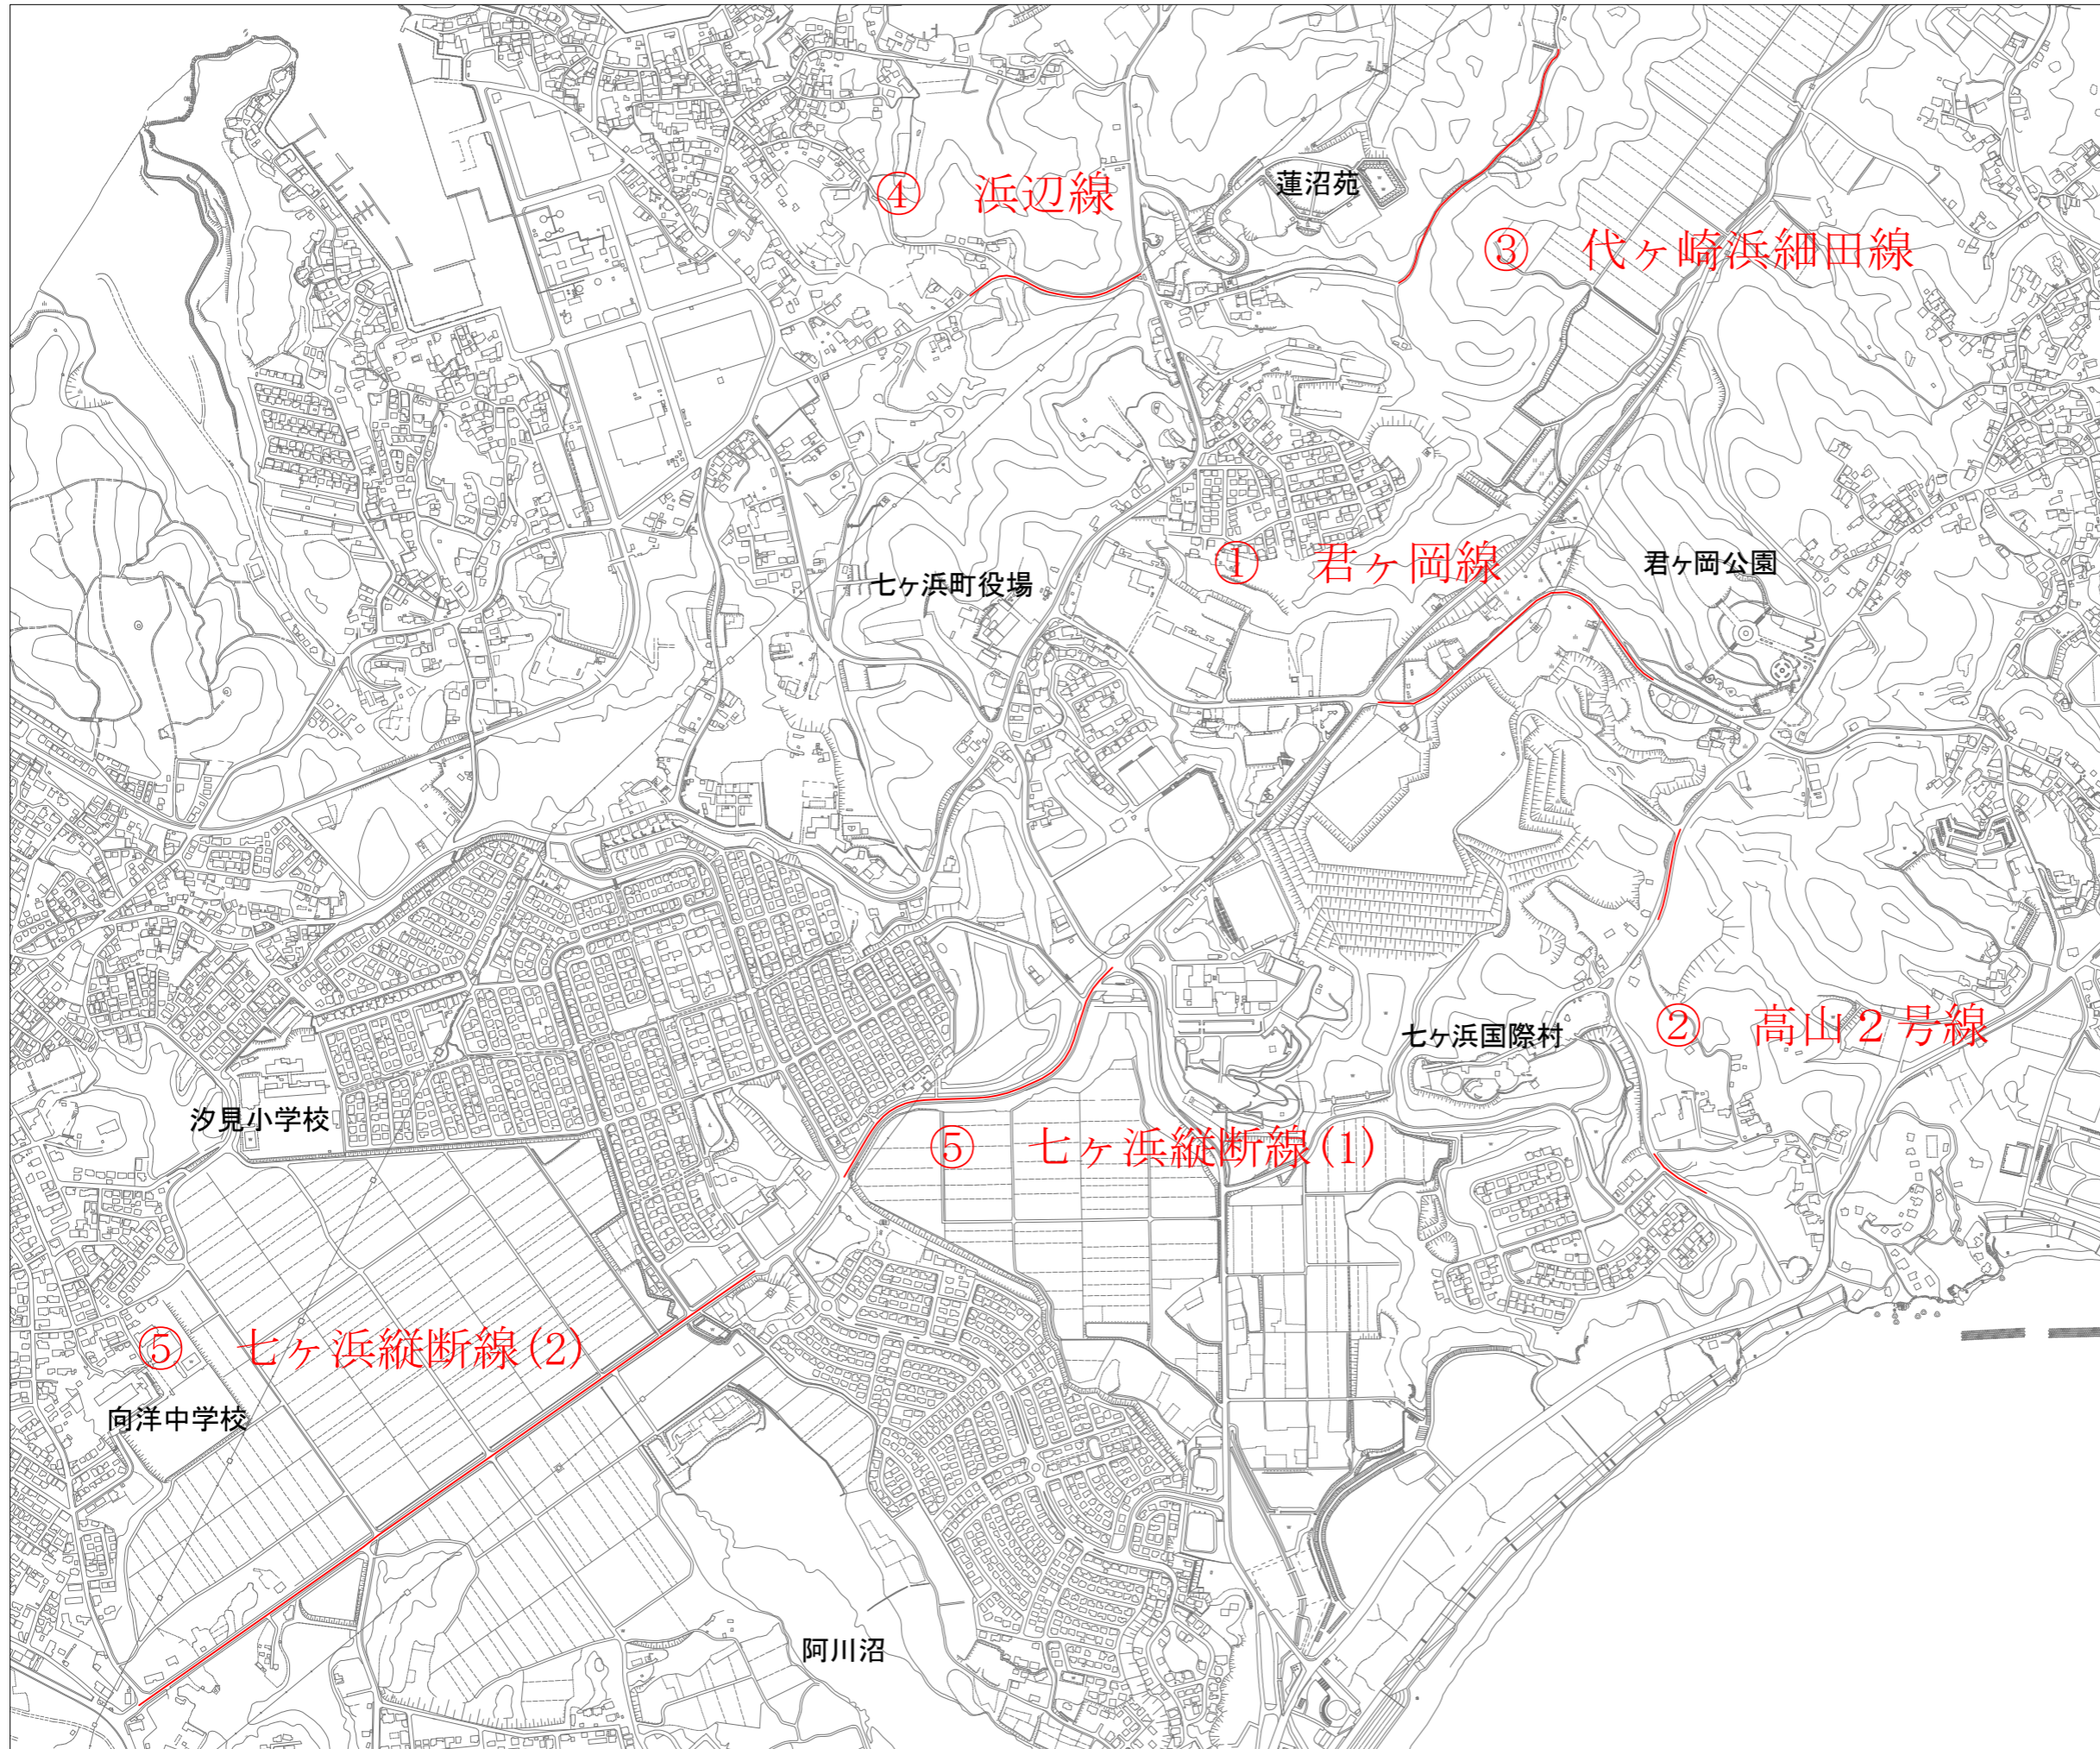 ④ 浜辺線
蓮沼苑
③ 代ヶ崎浜細田線
① 君ヶ岡線
君ヶ岡公園
七ヶ浜町役場
② 高山2号線
七ヶ浜国際村
汐見小学校
⑤ 七ヶ浜縦断線(1)
⑤ 七ヶ浜縦断線(2)
向洋中学校
阿川沼